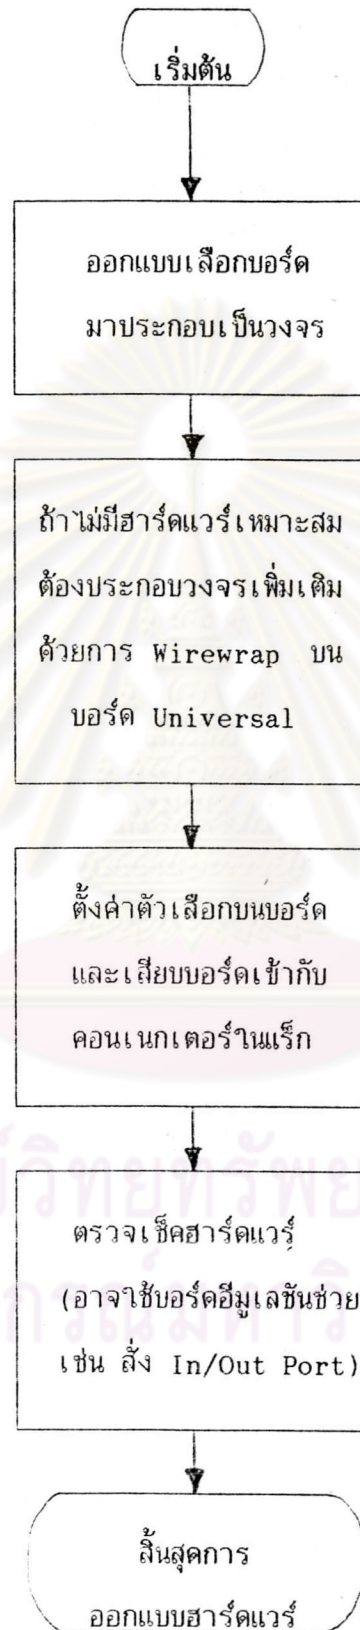 เริ่มต้น
ออกแบบเลือกบอร์ด
มาประกอบเป็นวงจร
ถ้าไม่มีฮาร์ดแวร์เหมาะสม
ต้องประกอบวงจรเพิ่มเติม
ด้วยการ Wirewrap บน
บอร์ด Universal
ตั้งค่าตัวเลือกบนบอร์ด
และเสียบบอร์ดเข้ากับ
คอนเนกเตอร์ในแร็ก
ตรวจเช็คฮาร์ดแวร์
(อาจใช้บอร์ดอีมูเลชันช่วย
เช่น สั่ง In/Out Port)
สิ้นสุดการ
ออกแบบฮาร์ดแวร์